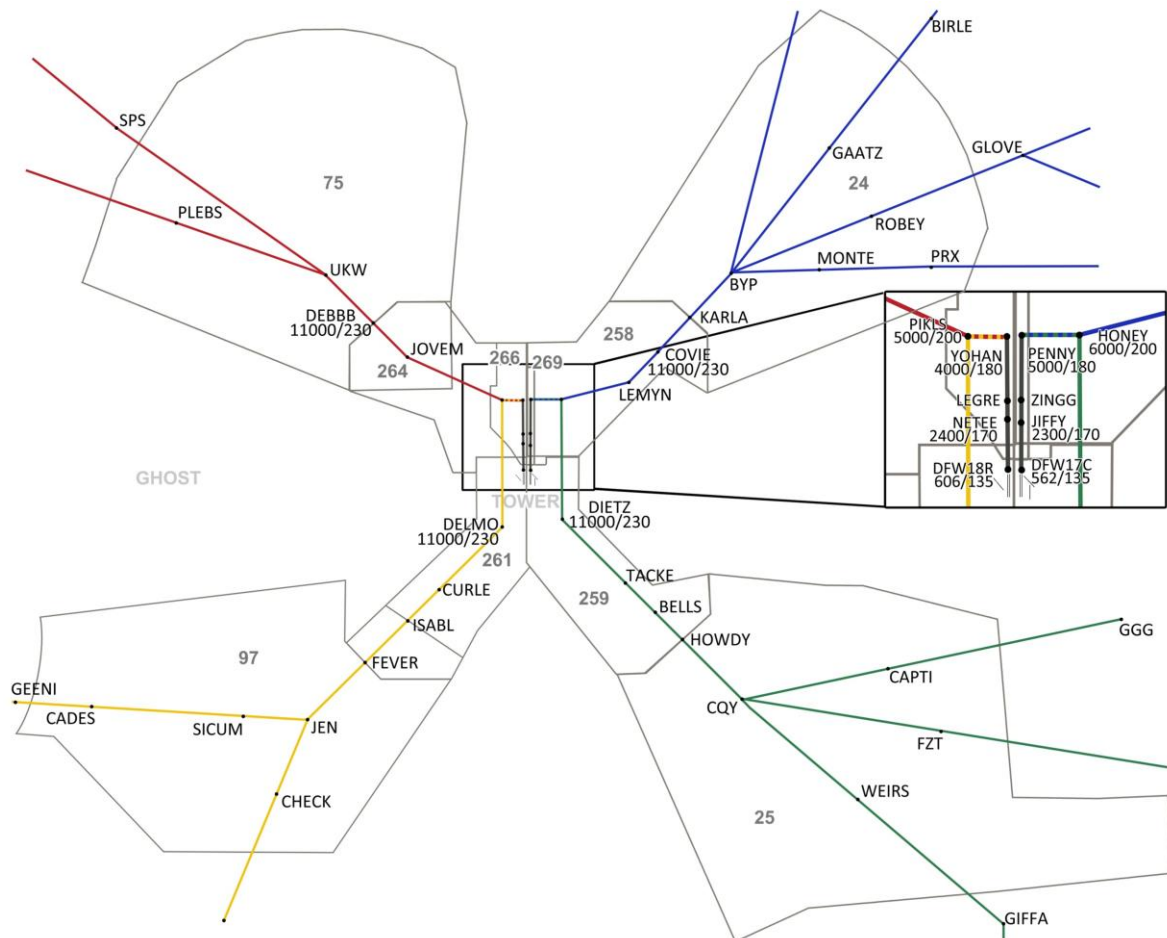 BIRLE
SPS
GAATZ
GLOVE
75
24
PLEBS
ROBEY
MONTE
PRX
UKW
BYP
DEBBB
11000/230
KARLA
JOVEM
266
269
258
COVIE
11000/230
264
LEMYN
PIKLS
5000/200
HONEY
6000/200
YOHAN
4000/180
PENNY
5000/180
LEGRE
ZINGG
NETEE
2400/170
JIFFY
2300/170
DFW18R
606/135
DFW17C
562/135
GHOST
TOWER
DELMO
11000/230
DIETZ
11000/230
261
CURLE
TACKE
259
BELLS
ISABL
HOWDY
GGG
97
FEVER
CAPTI
GEENI
CADES
SICUM
JEN
CQY
FZT
CHECK
WEIRS
25
GIFFA